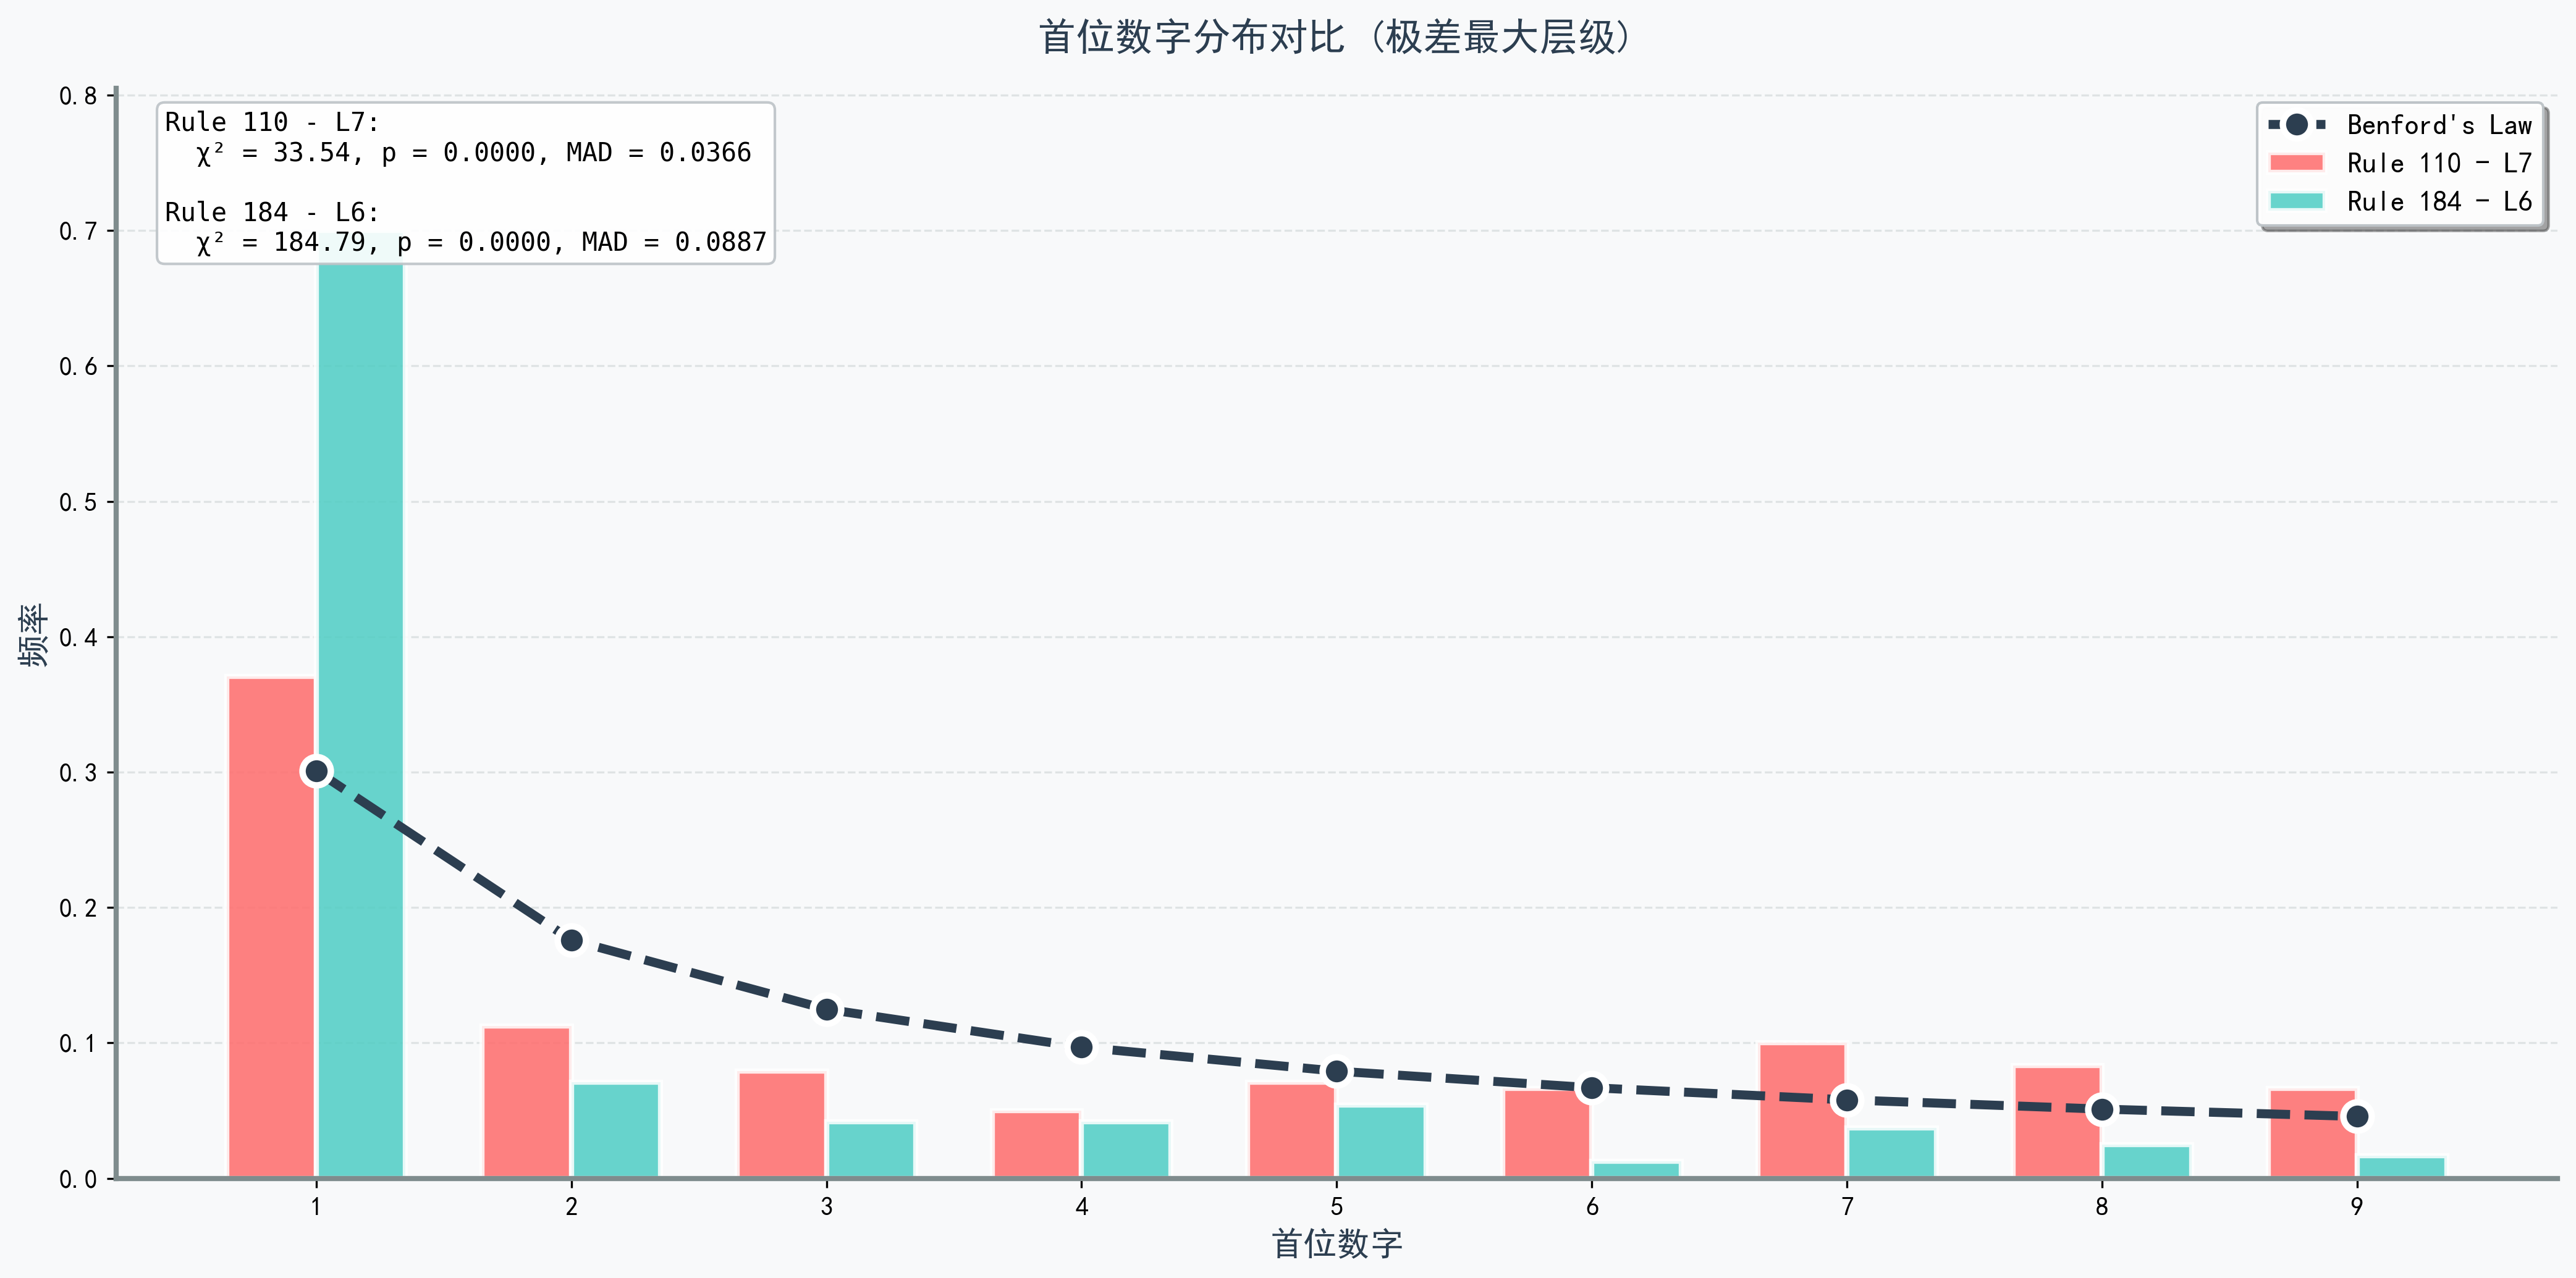 首位数字分布对比（极差最大层级）
Rule 110 - L7:
χ² = 33.54, p = 0.0000, MAD = 0.0366
Rule 184 - L6:
χ² = 184.79, p = 0.0000, MAD = 0.0887
Benford's Law
Rule 110 - L7
Rule 184 - L6
频率
0.8
0.7
0.6
0.5
0.4
0.3
0.2
0.1
0.0
1 2 3 4 5 6 7 8 9
首位数字